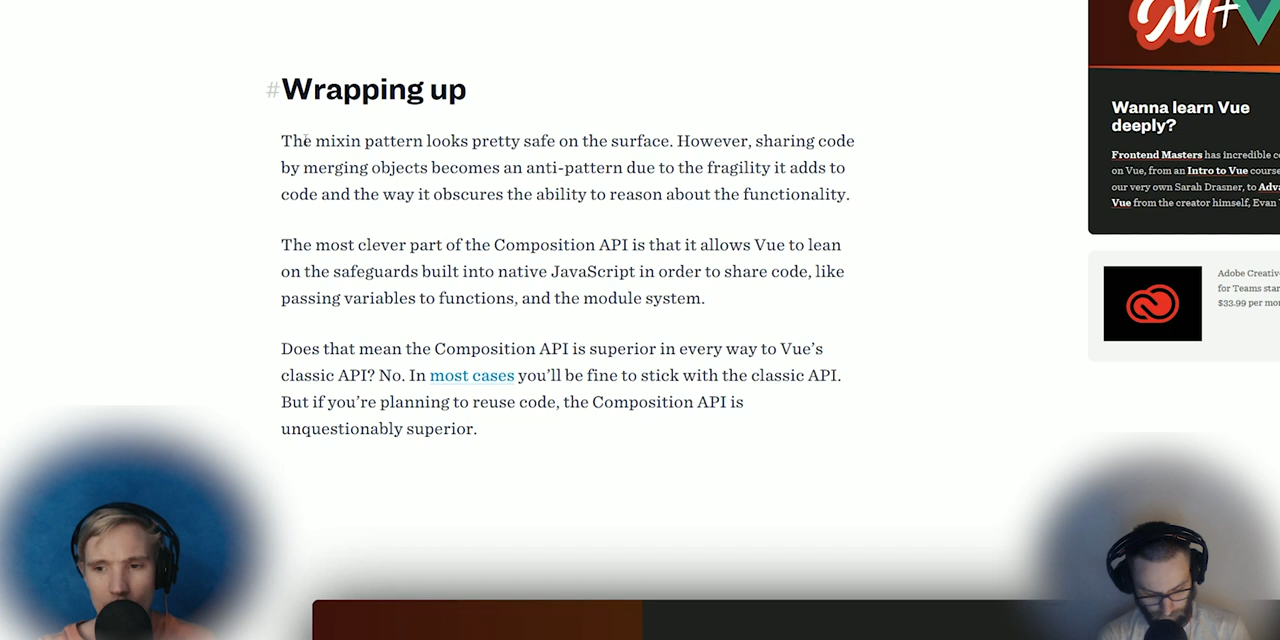 #Wrapping up
The mixin pattern looks pretty safe on the surface. However, sharing code
by merging objects becomes an anti-pattern due to the fragility it adds to
code and the way it obscures the ability to reason about the functionality.
The most clever part of the Composition API is that it allows Vue to lean
on the safeguards built into native JavaScript in order to share code, like
passing variables to functions, and the module system.
Does that mean the Composition API is superior in every way to Vue’s
classic API? No. In most cases you’ll be fine to stick with the classic API.
But if you’re planning to reuse code, the Composition API is
unquestionably superior.
M+
Wanna learn Vue
deeply?
Frontend Masters has incredible
on Vue, from an Intro to Vue
our very own Sarah Drasner, to
Vue from the creator himself, Evan
Adobe
for Teams
$33.99 per